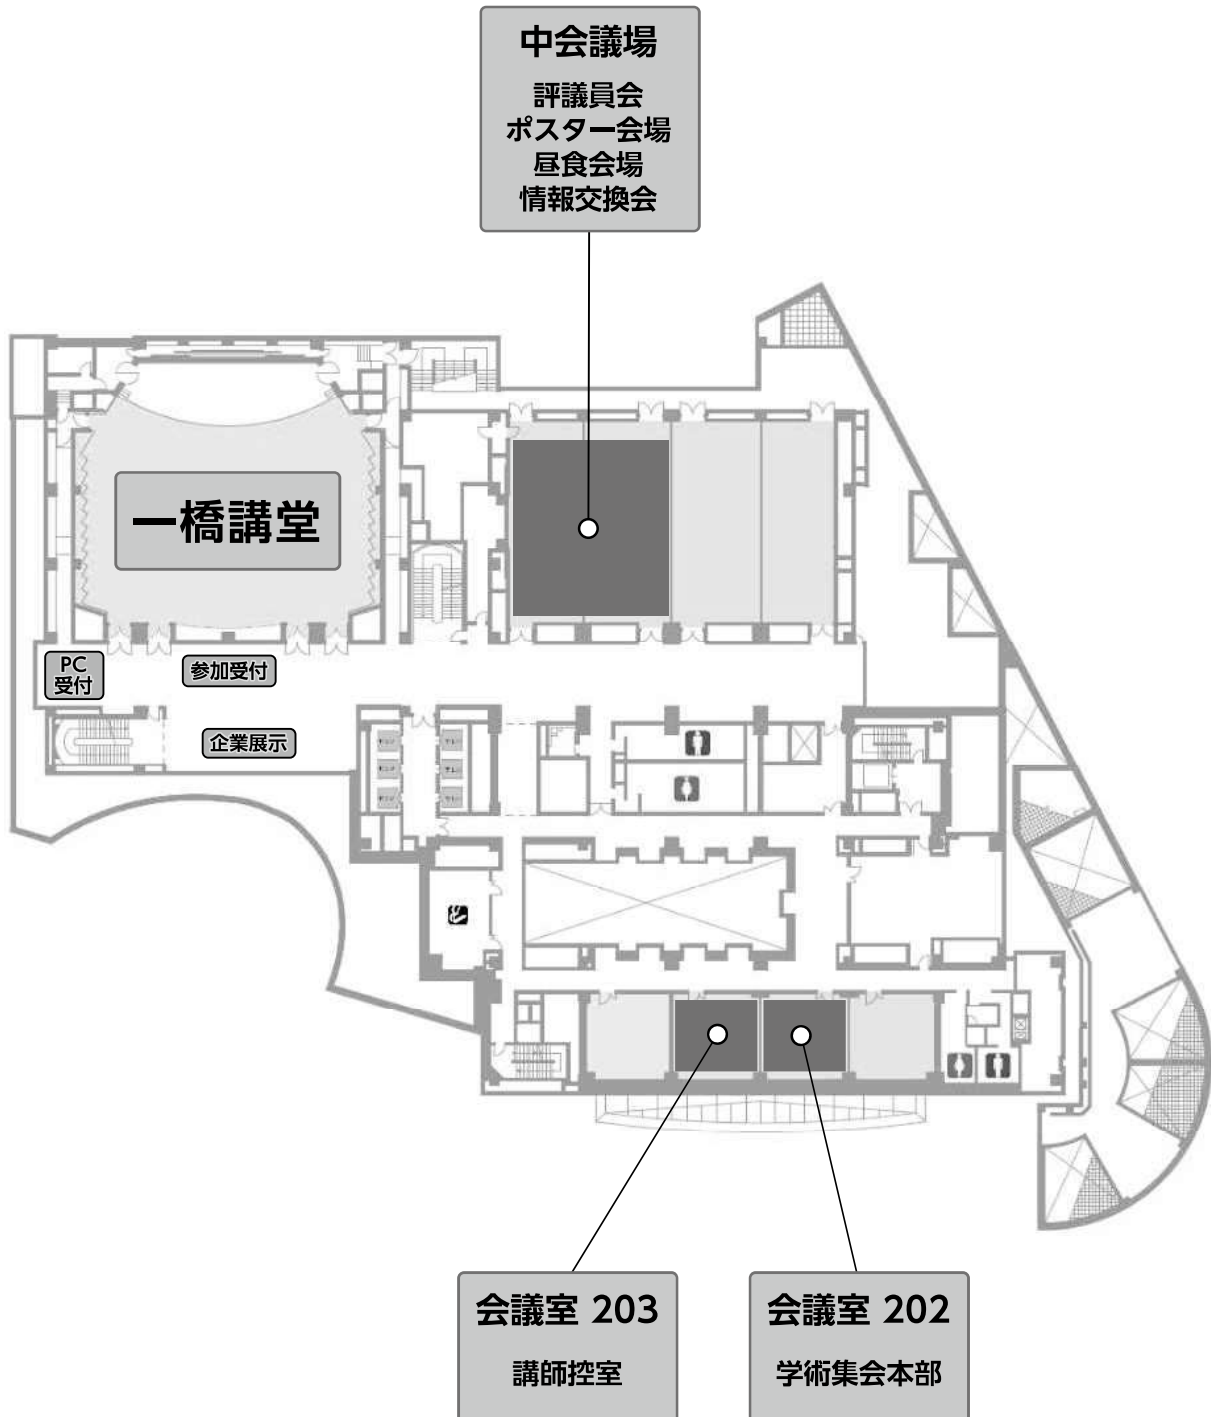 中会議場
評議員会
ポスター会場
昼食会場
情報交換会
一橋講堂
PC
受付
参加受付
企業展示
会議室 203
講師控室
会議室 202
学術集会本部